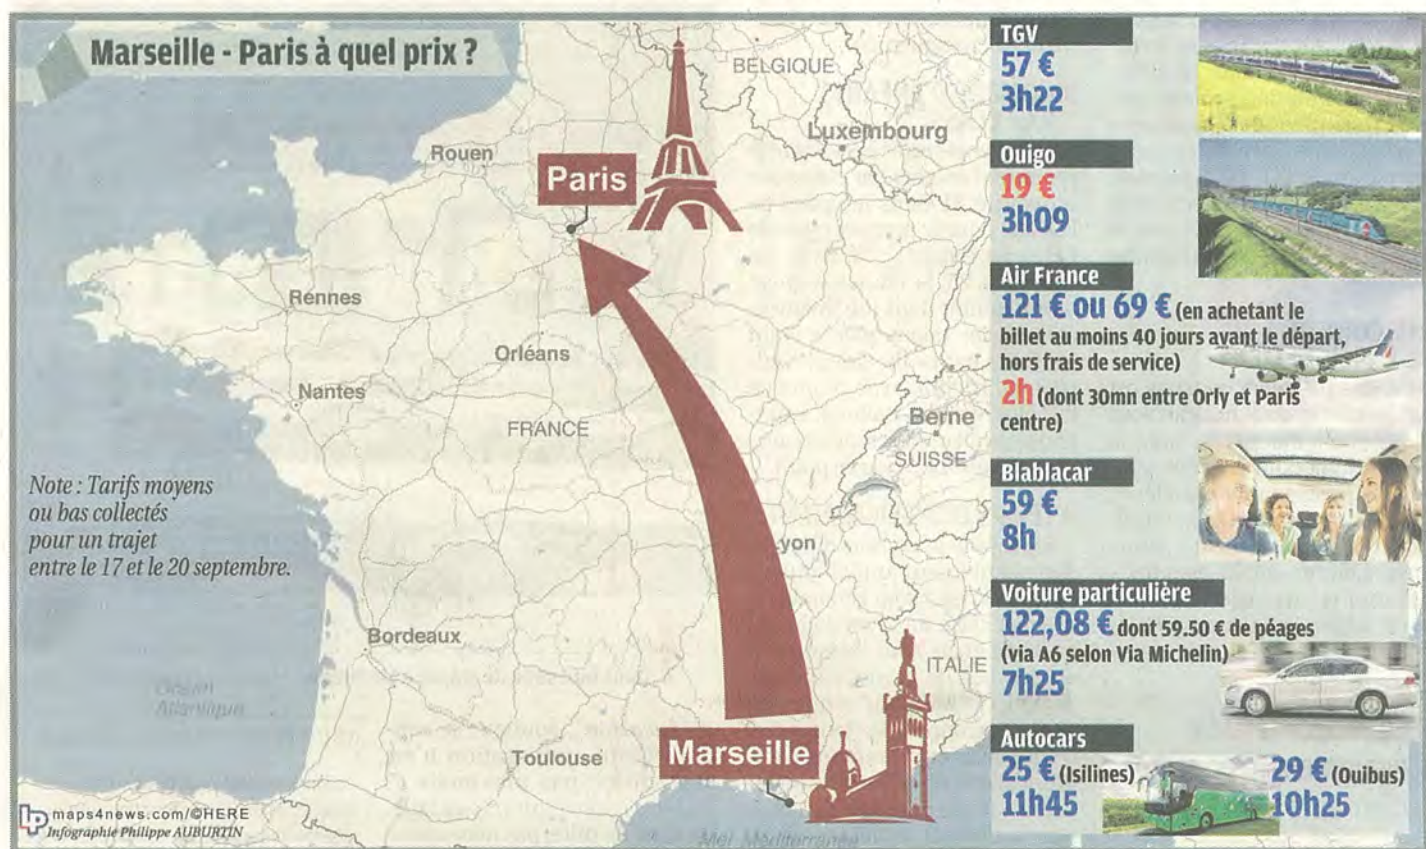 Marseille - Paris à quel prix ?
BELGIQUE
Luxembourg
Rouen
Paris
Rennes
Orléans
Nantes
FRANCE
Berne
SUISSE
Note : Tarifs moyens
ou bas collectés
pour un trajet
entre le 17 et le 20 septembre.
yon
Bordeaux
ITALIE
Océan
Atlantique
Toulouse
Marseille
Mer Méditerranée
maps4news.com/©HERE
Infographie Philippe AUBURTIN
TGV
57 €
3h22
Ouigo
19 €
3h09
Air France
121 € ou 69 € (en achetant le
billet au moins 40 jours avant le départ,
hors frais de service)
2h (dont 30mn entre Orly et Paris
centre)
Blablacar
59 €
8h
Voiture particulière
122,08 € dont 59.50 € de péages
(via A6 selon Via Michelin)
7h25
Autocars
25 € (Isilines)
11h45
29 € (Ouibus)
10h25